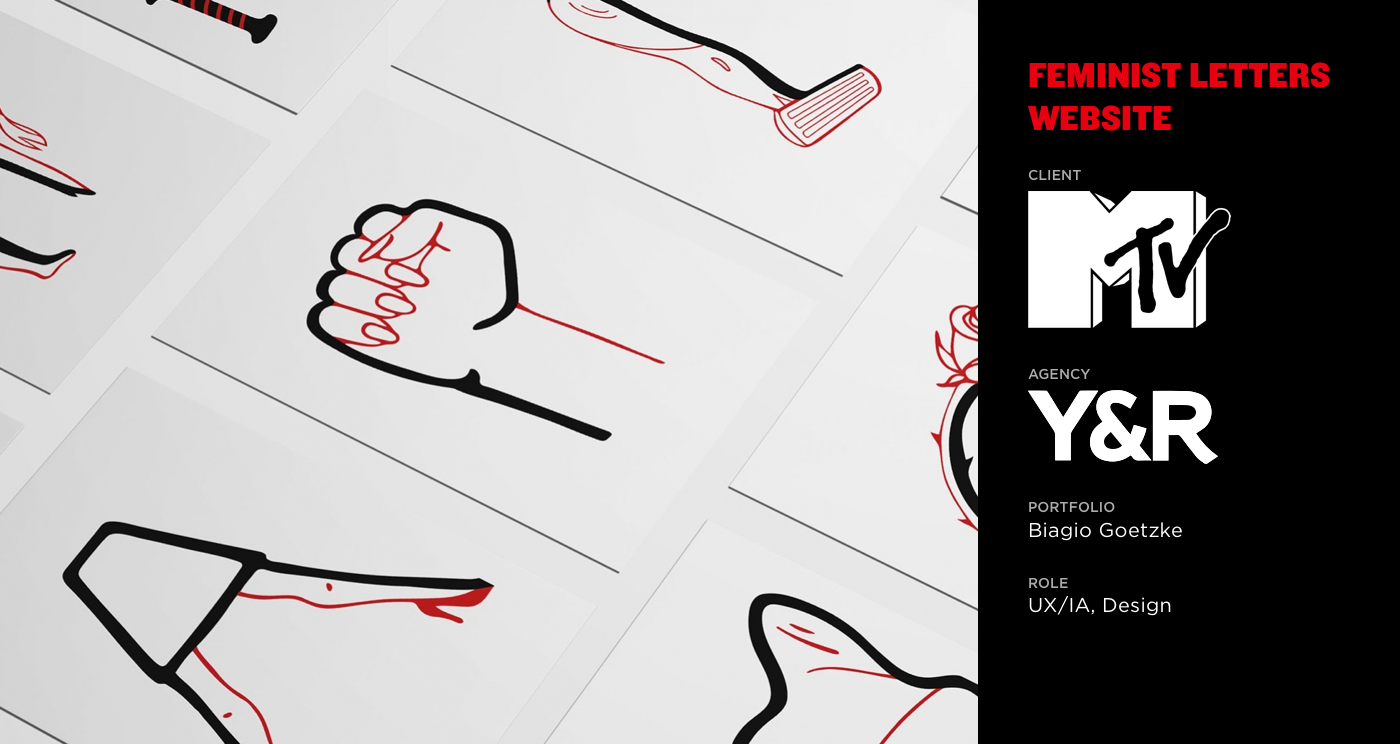 FEMINIST LETTERS
WEBSITE
CLIENT
MTV
AGENCY
Y&R
PORTFOLIO
Biagio Goetzke
ROLE
UX/IA, Design